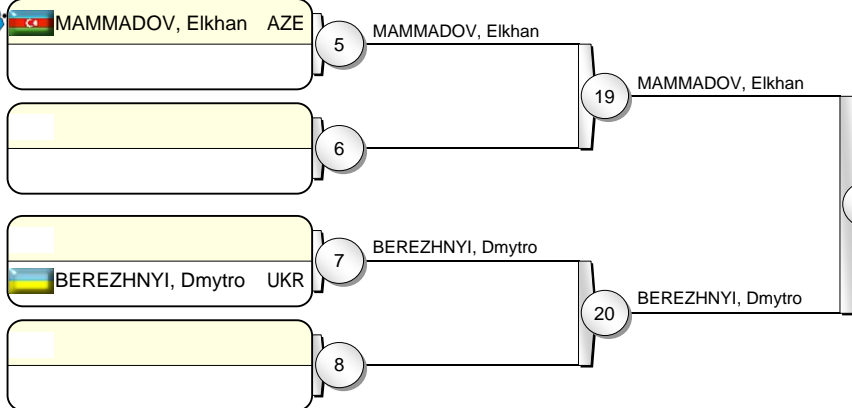 MAMMADOV, Elkhan AZE
5
MAMMADOV, Elkhan
19
MAMMADOV, Elkhan
6
7
BEREZHNYI, Dmytro
BEREZHNYI, Dmytro UKR
20
BEREZHNYI, Dmytro
8